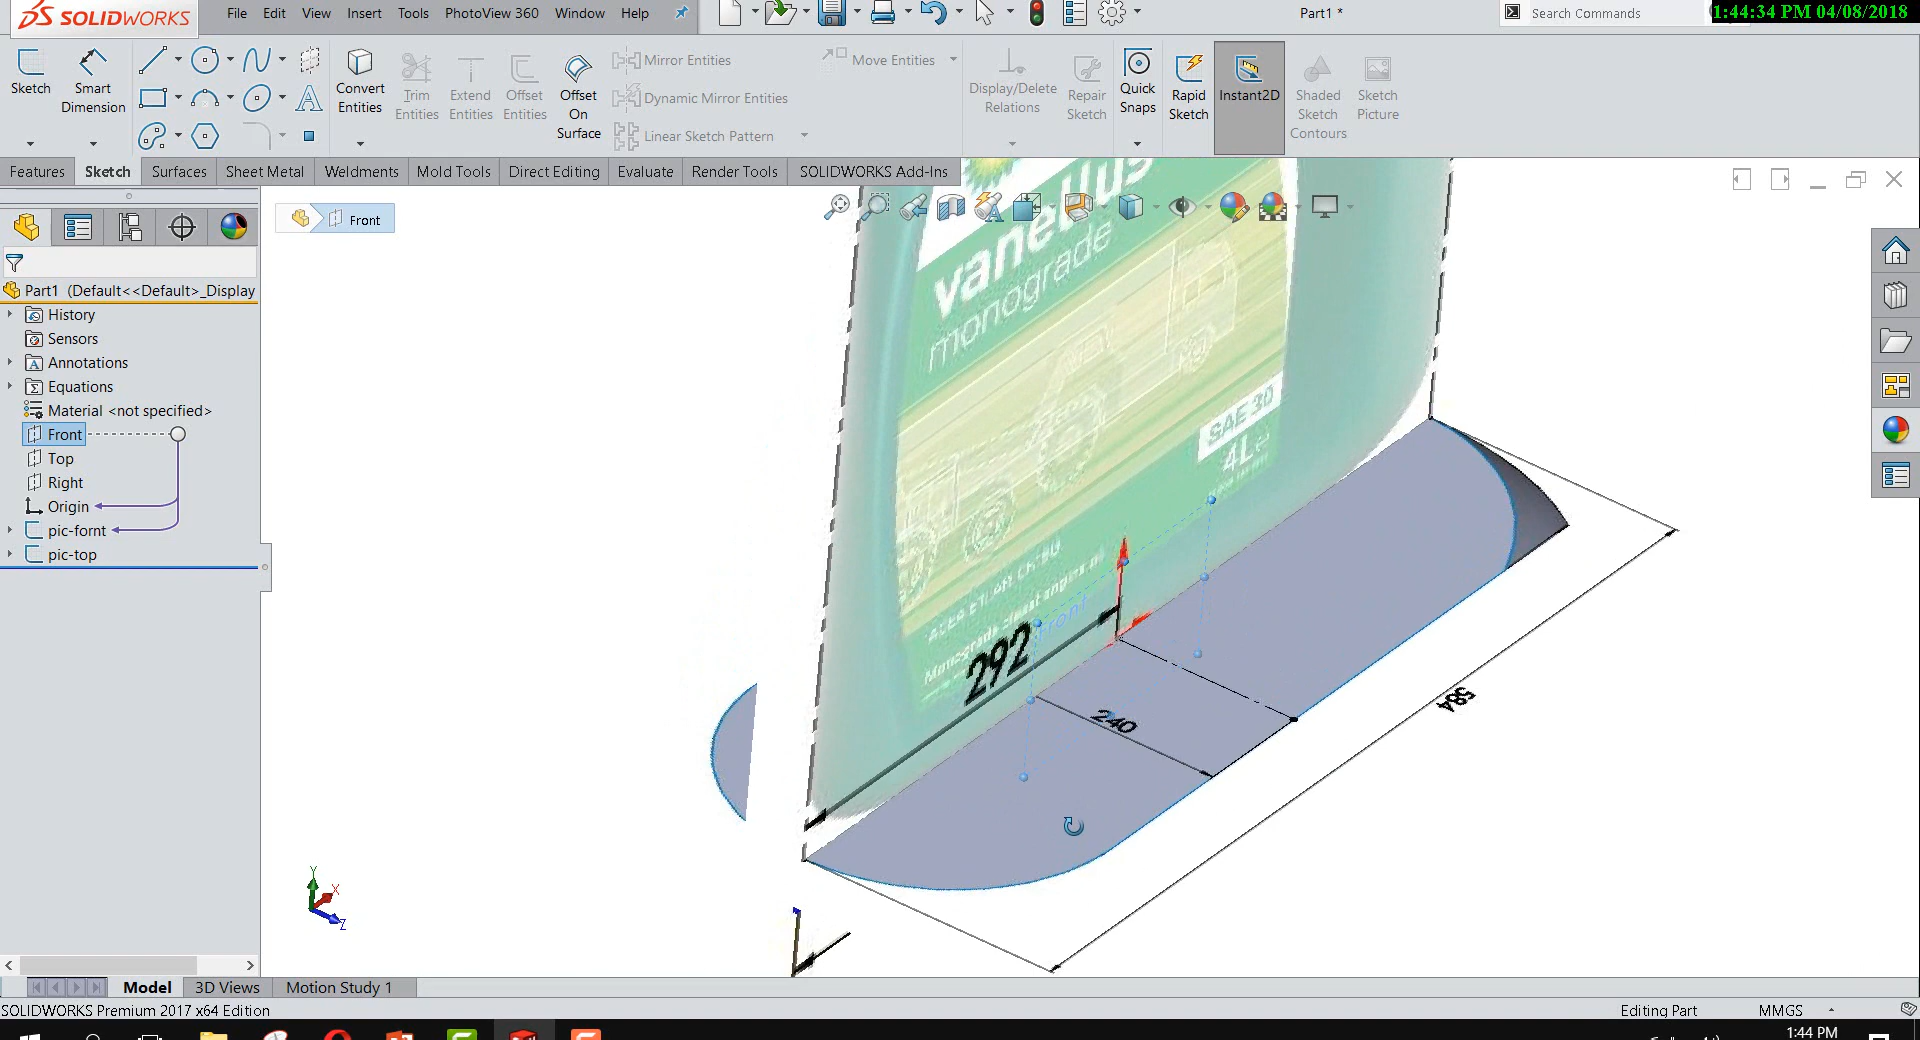 SOLIDWORKS
File Edit View Insert Tools PhotoView 360 Window Help
Part1 *
Search Commands
1:44:34 PM 04/08/2018
Sketch
Smart Dimension
Convert Entities
Trim Entities
Extend Entities
Offset Entities
Offset On Surface
Mirror Entities
Dynamic Mirror Entities
Linear Sketch Pattern
Move Entities
Display/Delete Relations
Repair Sketch
Quick Snaps
Rapid Sketch
Instant2D
Shaded Sketch Contours
Sketch Picture
Features Sketch Surfaces Sheet Metal Weldments Mold Tools Direct Editing Evaluate Render Tools SOLIDWORKS Add-Ins
Front
Part1 (Default<<Default>_Display
History
Sensors
Annotations
Equations
Material <not specified>
Front
Top
Right
Origin
pic-fornt
pic-top
vanellus
monograde
SAE 30
4L
Front
292
240
584
Y
X
Z
Model 3D Views Motion Study 1
SOLIDWORKS Premium 2017 x64 Edition
Editing Part
MMGS
1:44 PM